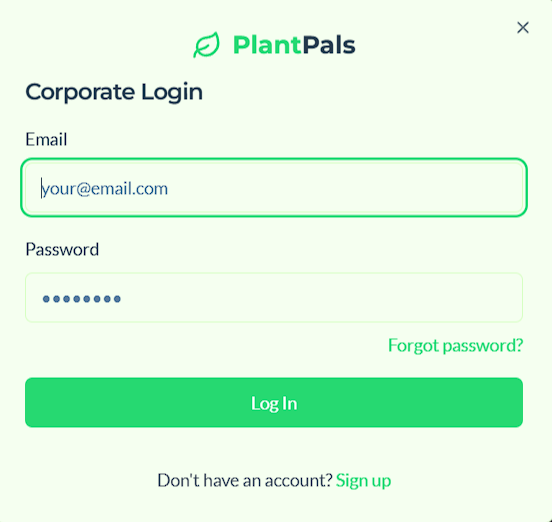 PlantPals
Corporate Login
Email
your@email.com
Password
••••••••
Forgot password?
Log In
Don't have an account? Sign up